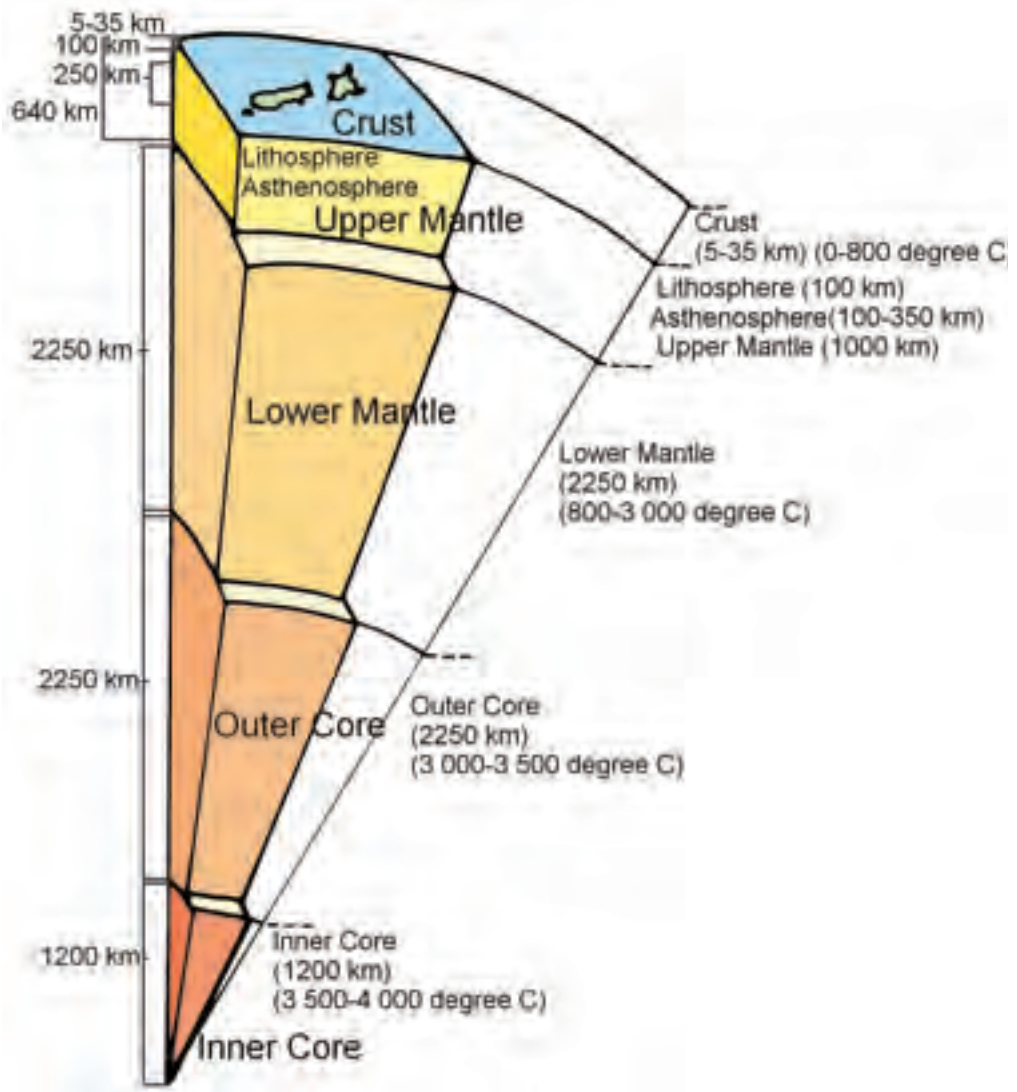 5-35 km
100 km
250 km
640 km
Crust
Lithosphere
Asthenosphere
Upper Mantle
Crust
(5-35 km) (0-800 degree C
Lithosphere (100 km)
Asthenosphere(100-350 km)
Upper Mantle (1000 km)
2250 km
Lower Mantle
Lower Mantle
(2250 km)
(800-3 000 degree C)
2250 km
Outer Core
Outer Core
(2250 km)
(3 000-3 500 degree C)
1200 km
Inner Core
(1200 km)
(3 500-4 000 degree C)
Inner Core